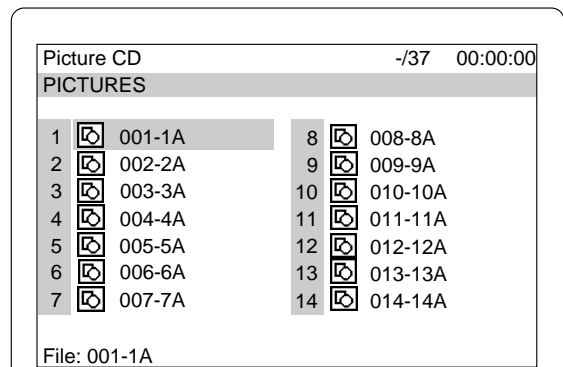 Picture CD -/37 00:00:00
PICTURES
1 001-1A
2 002-2A
3 003-3A
4 004-4A
5 005-5A
6 006-6A
7 007-7A
8 008-8A
9 009-9A
10 010-10A
11 011-11A
12 012-12A
13 013-13A
14 014-14A
File: 001-1A